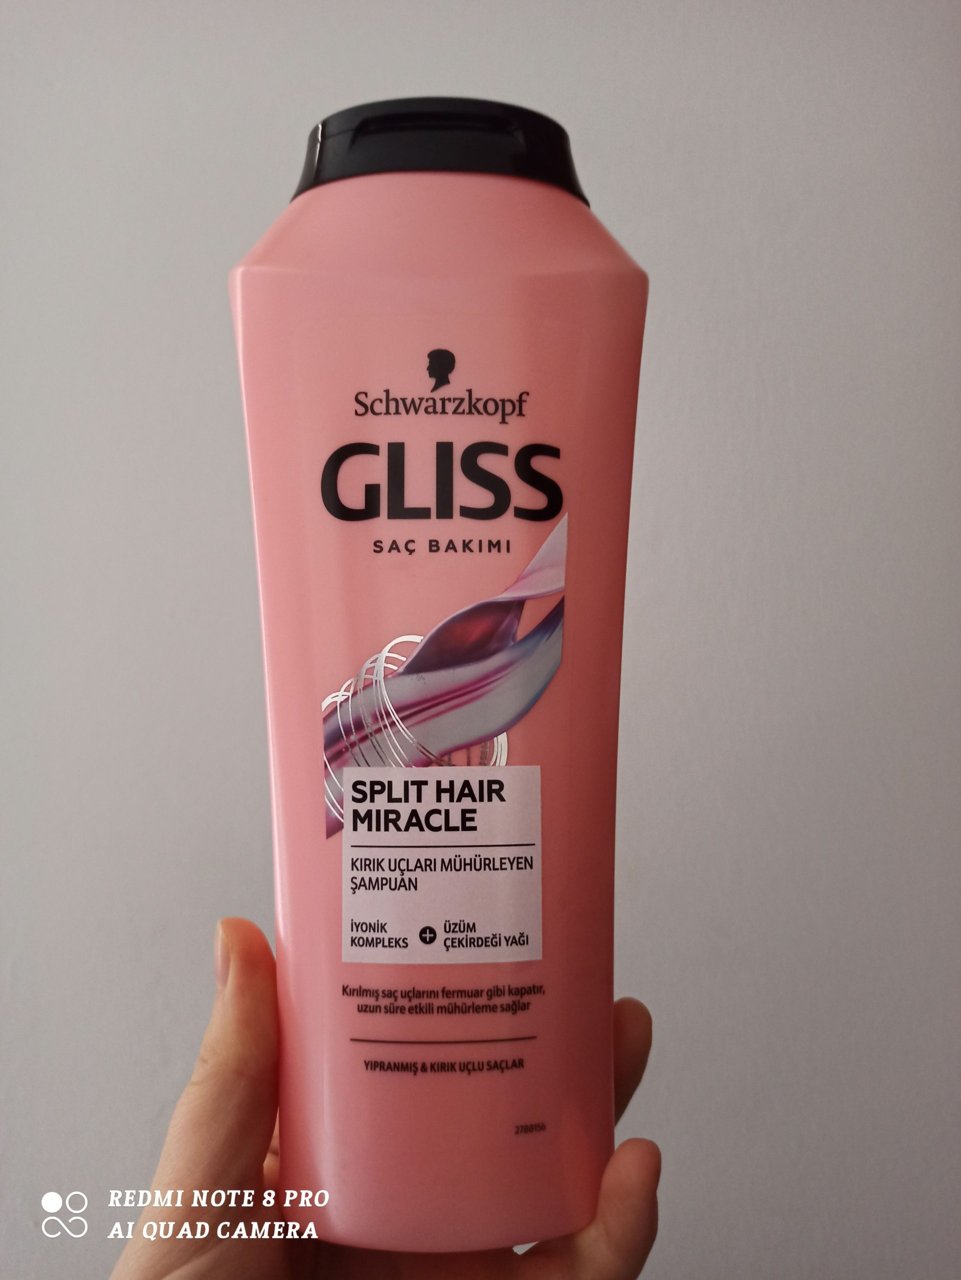 Schwarzkopf
GLISS
SAÇ BAKIMI
SPLIT HAIR
MIRACLE
KIRIK UÇLARI MÜHÜRLEYEN
ŞAMPUAN
İYONİK KOMPLEKS + ÜZÜM ÇEKİRDEĞİ YAĞI
Kırılmış saç uçlarını fermuar gibi kapatır,
uzun süre etkili mühürleme sağlar
YIPRANMIŞ & KIRIK UÇLU SAÇLAR
2788156
REDMI NOTE 8 PRO
AI QUAD CAMERA